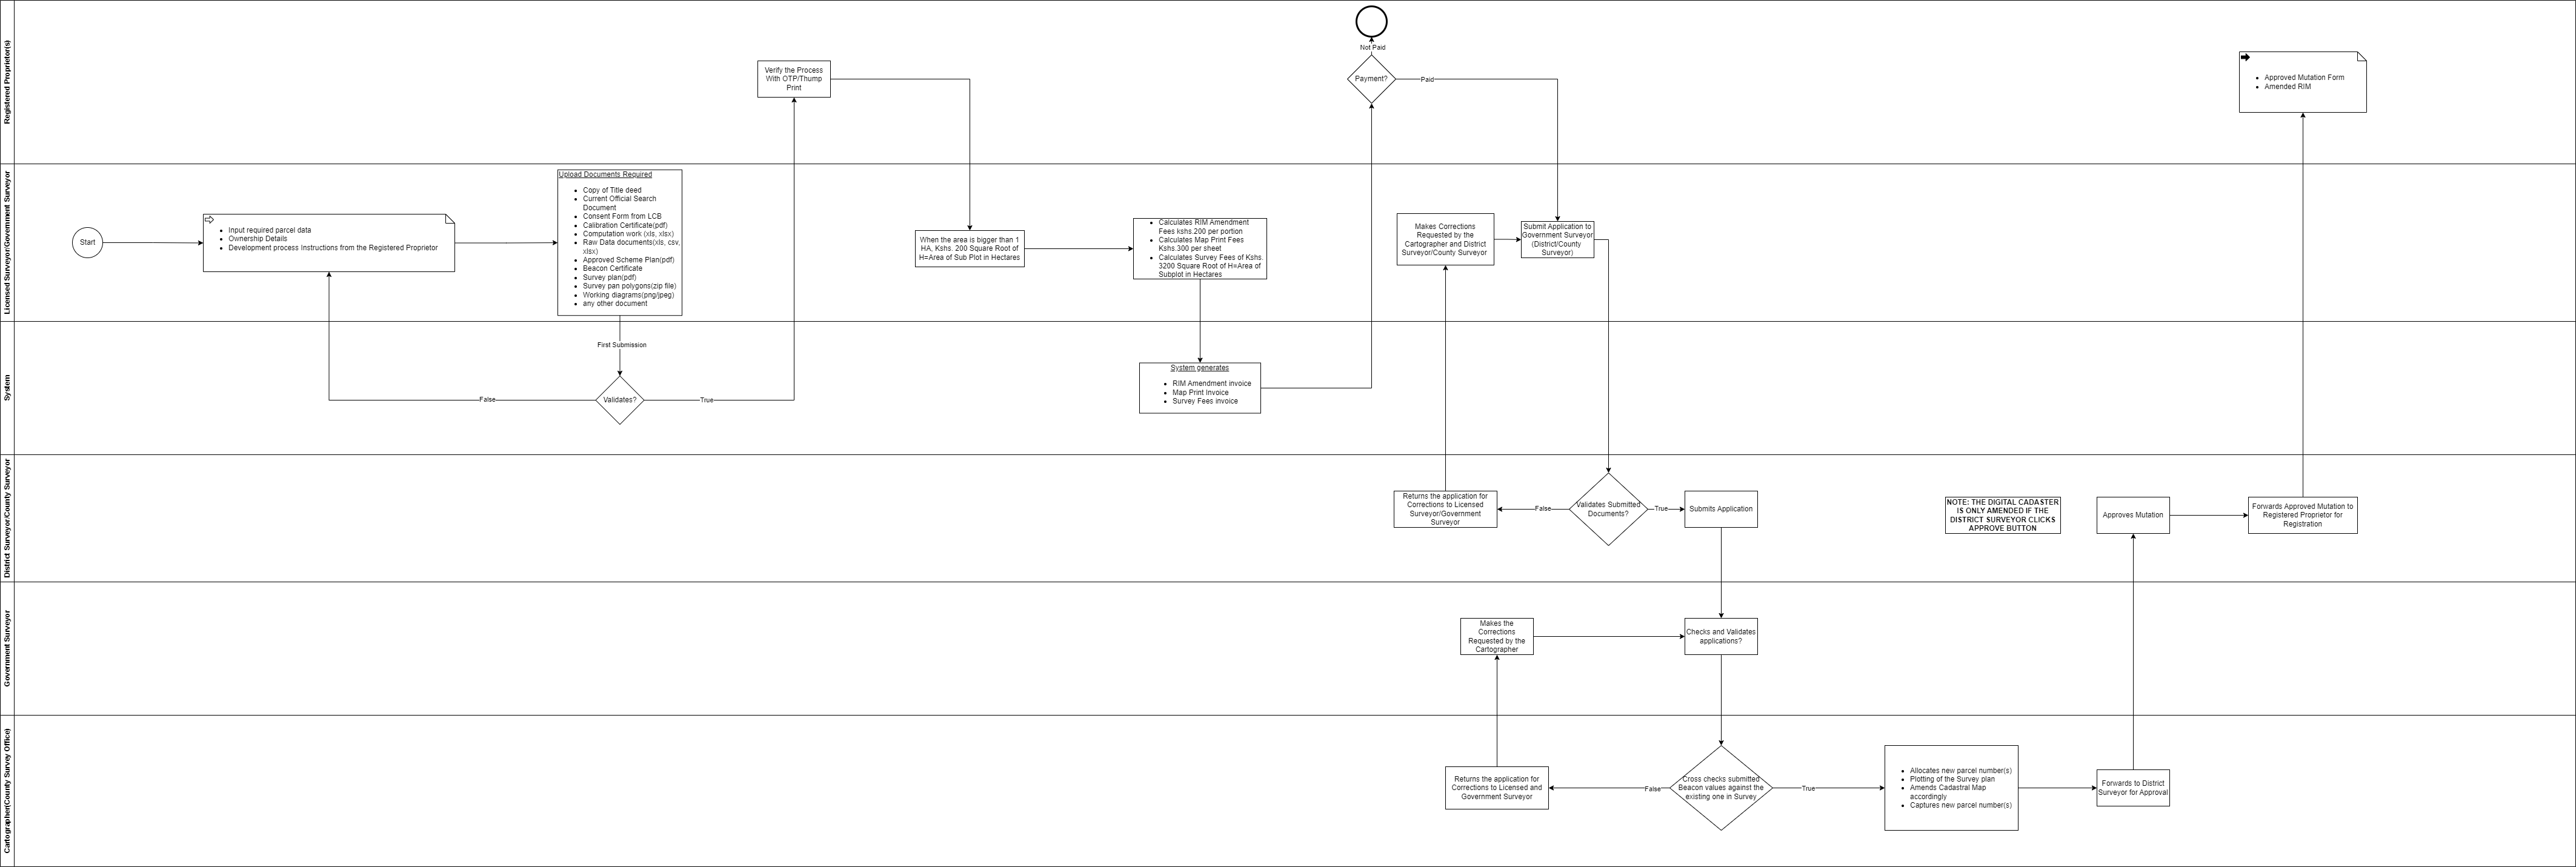 Registered Proprietor(s)
Not Paid
Payment?
Paid
Verify the Process
With OTP/Thump
Print
Approved Mutation Form
Amended RIM
Licensed Surveyor/Government Surveyor
Start
Input required parcel data
Ownership Details
Development process Instructions from the Registered Proprietor
Upload Documents Required
Copy of Title deed
Current Official Search
Document
Consent Form from LCB
Calibration Certificate(pdf)
Computation work (xls, xlsx)
Raw Data documents(xls, csv,
xlsx)
Approved Scheme Plan(pdf)
Beacon Certificate
Survey plan(pdf)
Survey pan polygons(zip file)
Working diagrams(png/jpeg)
any other document
When the area is bigger than 1
HA, Kshs. 200 Square Root of
H=Area of Sub Plot in Hectares
Calculates RIM Amendment
Fees kshs.200 per portion
Calculates Map Print Fees
Kshs.300 per sheet
Calculates Survey Fees of Kshs.
3200 Square Root of H=Area of
Subplot in Hectares
Makes Corrections
Requested by the
Cartographer and District
Surveyor/County Surveyor
Submit Application to
Government Surveyor
(District/County
Surveyor)
System
First Submission
False
Validates?
True
System generates
RIM Amendment invoice
Map Print Invoice
Survey Fees invoice
District Surveyor/County Surveyor
Returns the application for
Corrections to Licensed
Surveyor/Government
Surveyor
False
Validates Submitted
Documents?
True
Submits Application
NOTE: THE DIGITAL CADASTER
IS ONLY AMENDED IF THE
DISTRICT SURVEYOR CLICKS
APPROVE BUTTON
Approves Mutation
Forwards Approved Mutation to
Registered Proprietor for
Registration
Government Surveyor
Makes the
Corrections
Requested by the
Cartographer
Checks and Validates
applications?
Cartographer(County Survey Office)
Returns the application for
Corrections to Licensed and
Government Surveyor
False
Cross checks submitted
Beacon values against the
existing one in Survey
True
Allocates new parcel number(s)
Plotting of the Survey plan
Amends Cadastral Map
accordingly
Captures new parcel number(s)
Forwards to District
Surveyor for Approval